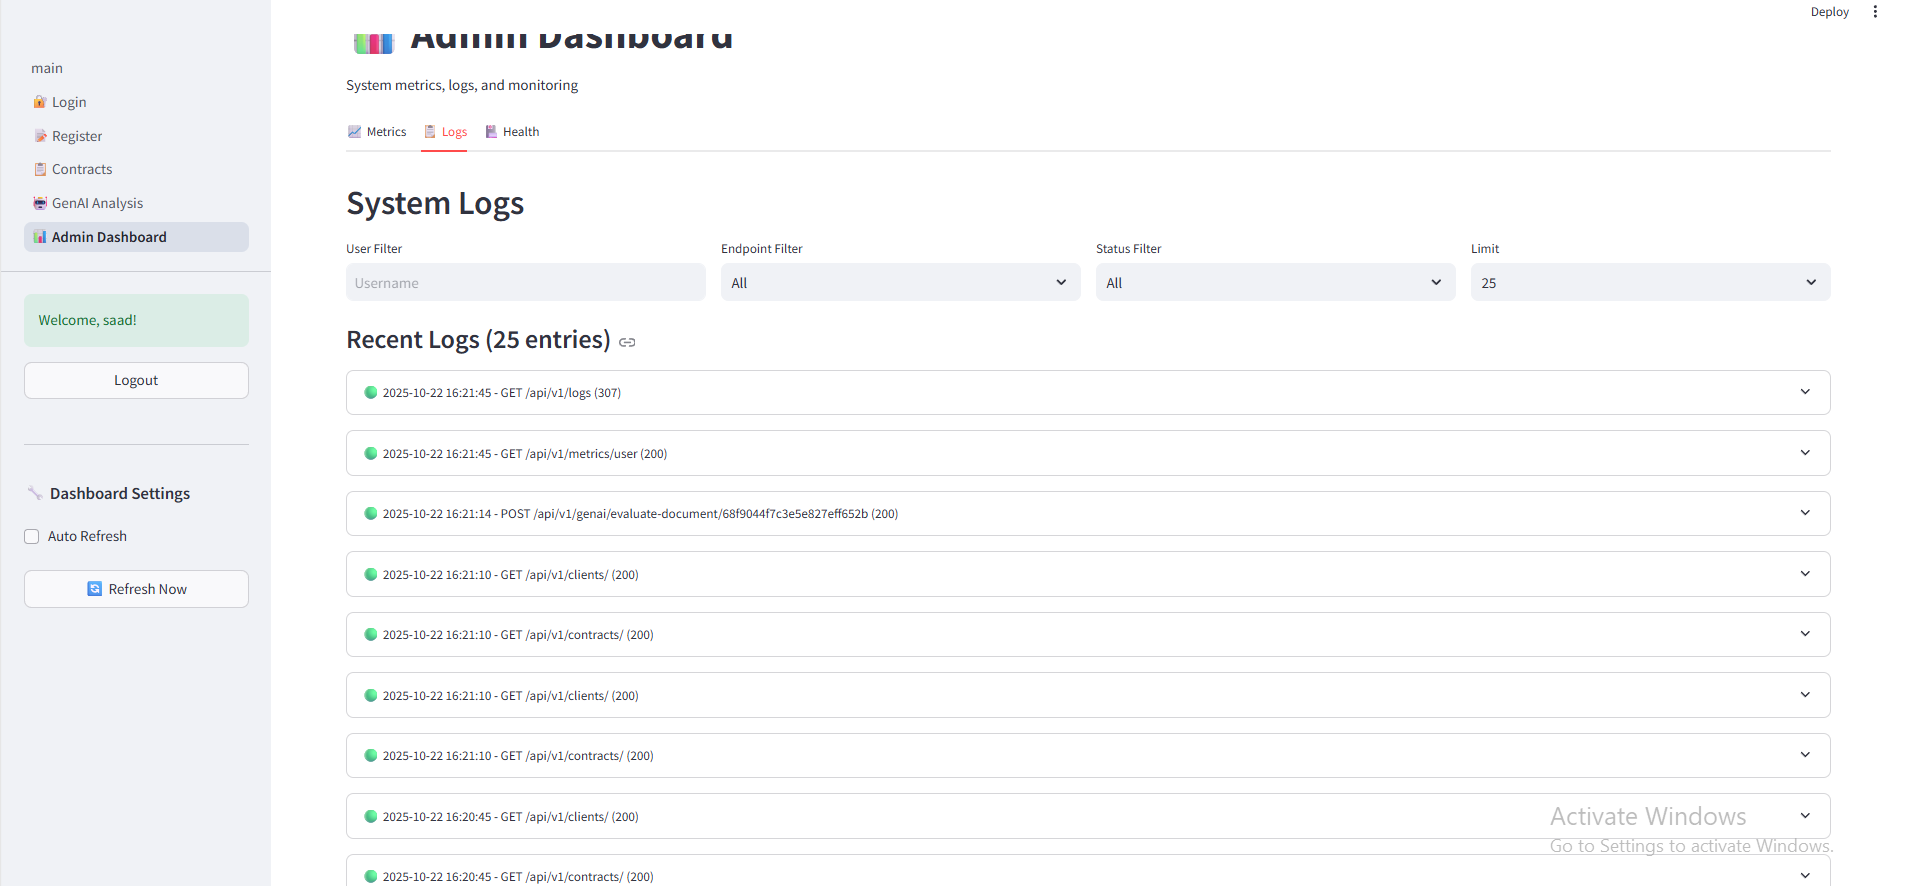 Deploy
main
Login
Register
Contracts
GenAI Analysis
Admin Dashboard
Welcome, saad!
Logout
Dashboard Settings
Auto Refresh
Refresh Now
Admin Dashboard
System metrics, logs, and monitoring
Metrics Logs Health
System Logs
User Filter Endpoint Filter Status Filter Limit
Username All All 25
Recent Logs (25 entries)
2025-10-22 16:21:45 - GET /api/v1/logs (307)
2025-10-22 16:21:45 - GET /api/v1/metrics/user (200)
2025-10-22 16:21:14 - POST /api/v1/genai/evaluate-document/68f9044f7c3e5e827eff652b (200)
2025-10-22 16:21:10 - GET /api/v1/clients/ (200)
2025-10-22 16:21:10 - GET /api/v1/contracts/ (200)
2025-10-22 16:21:10 - GET /api/v1/clients/ (200)
2025-10-22 16:21:10 - GET /api/v1/contracts/ (200)
2025-10-22 16:20:45 - GET /api/v1/clients/ (200)
2025-10-22 16:20:45 - GET /api/v1/contracts/ (200)
Activate Windows
Go to Settings to activate Windows.